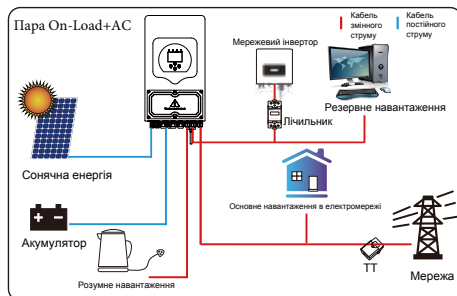 Пара On-Load+AC
Кабель
змінного
струму
Кабель
постійного
струму
Мережевий інвертор
Лічильник
Резервне навантаження
Сонячна енергія
Основне навантаження в електромережі
Акумулятор
ТТ
Мережа
Розумне навантаження